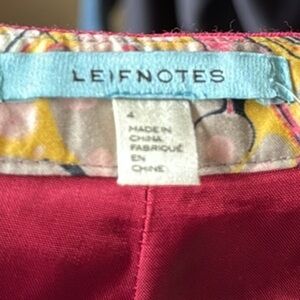 LEIFNOTES
4
MADE IN
CHINA
FABRIQUÉ
EN
CHINE